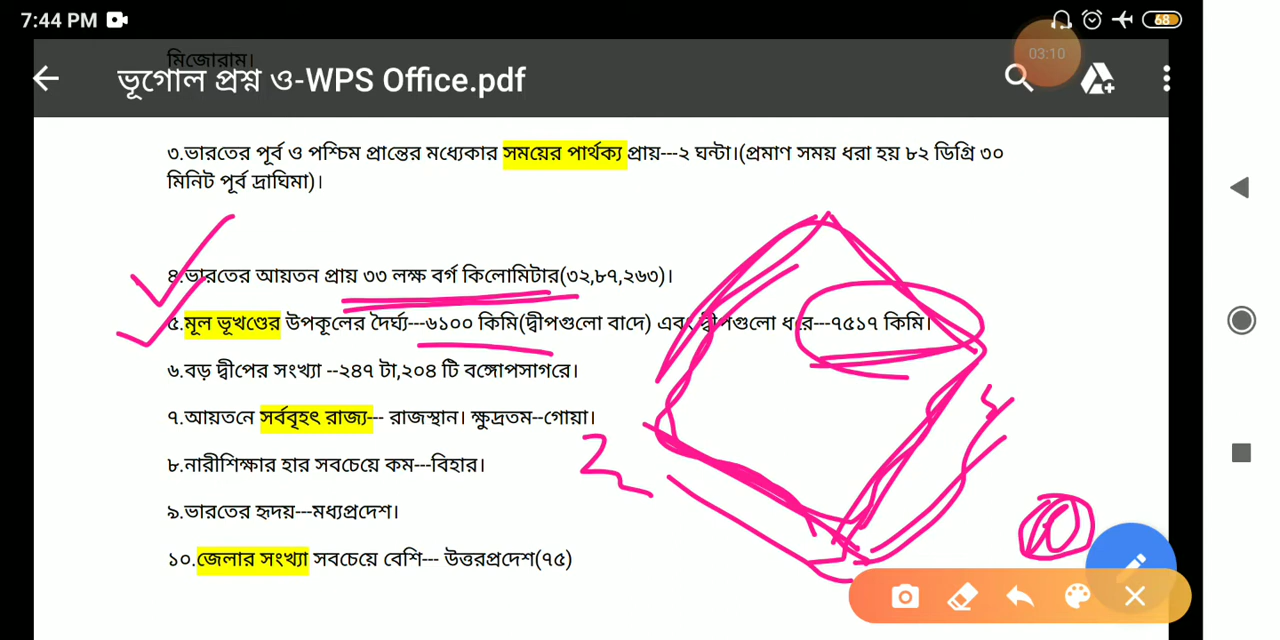 7:44 PM
68
03:10
মিজোরাম।
ভূগোল প্রশ্ন ও-WPS Office.pdf
৩.ভারতের পূর্ব ও পশ্চিম প্রান্তের মধ্যেকার সময়ের পার্থক্য প্রায়---২ ঘন্টা।(প্রমাণ সময় ধরা হয় ৮২ ডিগ্রি ৩০
মিনিট পূর্ব দ্রাঘিমা)।
৪.ভারতের আয়তন প্রায় ৩৩ লক্ষ বর্গ কিলোমিটার(৩২,৮৭,২৬৩)।
৫.মূল ভূখণ্ডের উপকূলের দৈর্ঘ্য---৬১০০ কিমি(দ্বীপগুলো বাদে) এবং দ্বীপগুলো ধরে---৭৫১৭ কিমি।
৬.বড় দ্বীপের সংখ্যা --২৪৭ টা,২০৪ টি বঙ্গোপসাগরে।
৭.আয়তনে সর্ববৃহৎ রাজ্য--- রাজস্থান। ক্ষুদ্রতম--গোয়া।
৮.নারীশিক্ষার হার সবচেয়ে কম---বিহার।
৯.ভারতের হৃদয়---মধ্যপ্রদেশ।
১০.জেলার সংখ্যা সবচেয়ে বেশি--- উত্তরপ্রদেশ(৭৫)